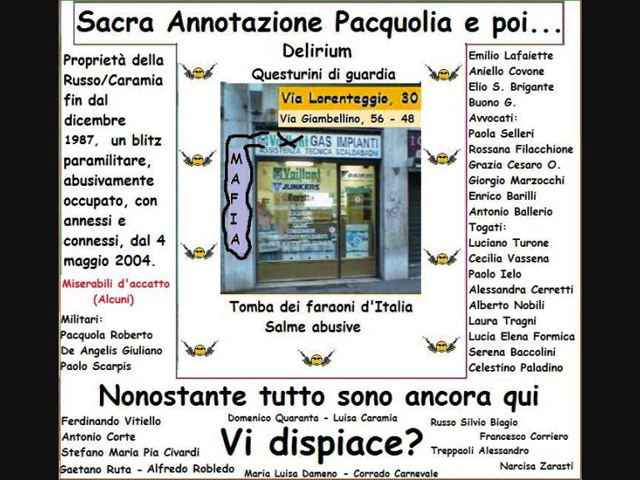 Sacra Annotazione Pacquolia e poi...
Proprietà della
Russo/Caramia
fin dal
dicembre
1987, un blitz
paramilitare,
abusivamente
occupato, con
annessi e
connessi, dal 4
maggio 2004.
Miserabili d'accatto
(Alcuni)
Militari:
Pacquola Roberto
De Angelis Giuliano
Paolo Scarpis
Delirium
Questurini di guardia
Via Lorenteggio, 30
Via Giambellino, 56 - 48
MAFIA
Vaillant GAS IMPIANTI
ASSISTENZA TECNICA SCALDABAGNI
Vaillant
JUNKERS
Beretta
DAIKIN
Tomba dei faraoni d'Italia
Salme abusive
Emilio Lafaiette
Aniello Covone
Elio S. Brigante
Buono G.
Avvocati:
Paola Selleri
Rossana Filacchione
Grazia Cesaro O.
Giorgio Marzocchi
Enrico Barilli
Antonio Ballerio
Togati:
Luciano Turone
Cecilia Vassena
Paolo Ielo
Alessandra Cerretti
Alberto Nobili
Laura Tragni
Lucia Elena Formica
Serena Baccolini
Celestino Paladino
Nonostante tutto sono ancora qui
Ferdinando Vitiello
Antonio Corte
Stefano Maria Pia Civardi
Gaetano Ruta - Alfredo Robledo
Domenico Quaranta - Luisa Caramia
Vi dispiace?
Maria Luisa Dameno - Corrado Carnevale
Russo Silvio Biagio
Francesco Corriero
Treppaoli Alessandro
Narcisa Zarasti